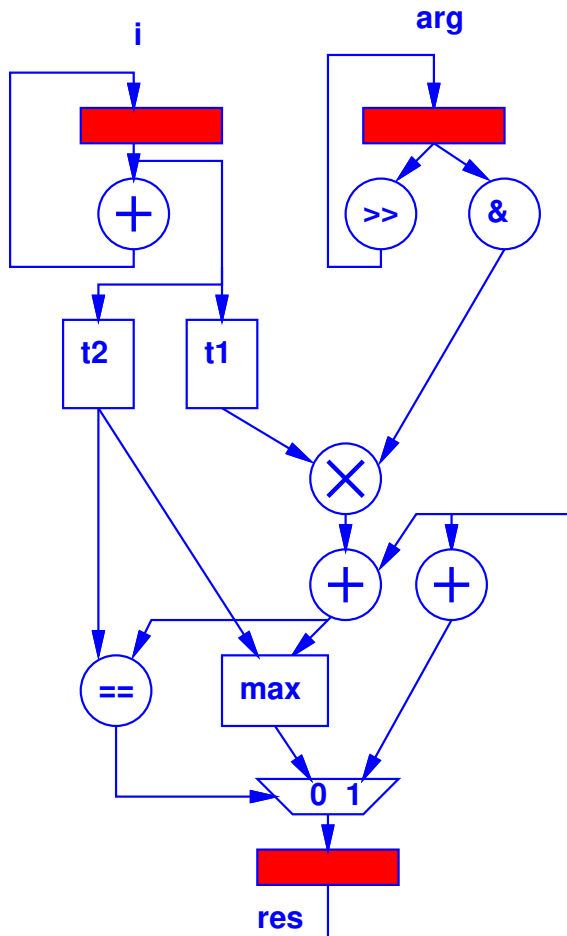 i
arg
+
>>
&
t2
t1
×
+
+
==
max
0 1
res